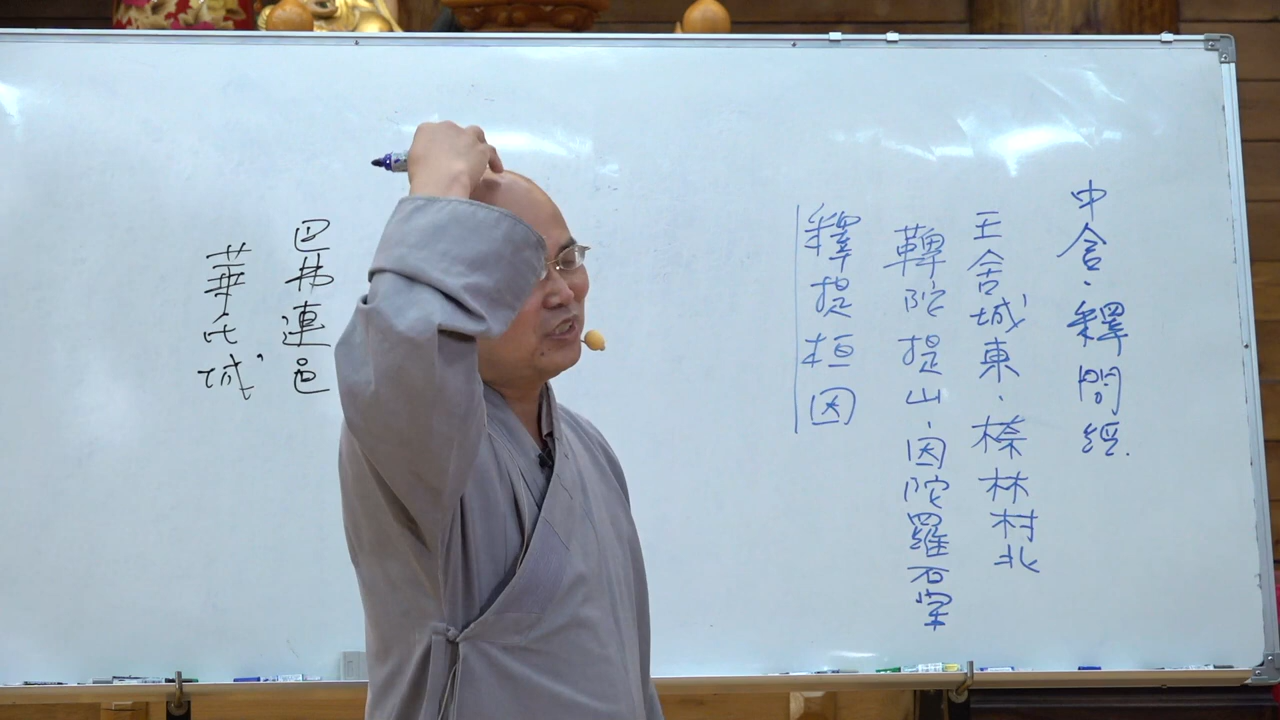 中含·釋問經.
王舍城東·㮈林村北
鞞陀提山·因陀羅石室
釋提桓因
巴弗連邑
華氏城